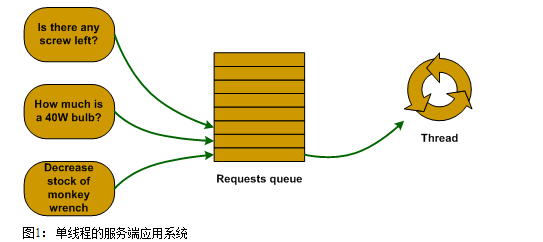 Is there any
screw left?
How much is
a 40W bulb?
Decrease
stock of
monkey
wrench
Requests queue
Thread
图1：单线程的服务端应用系统